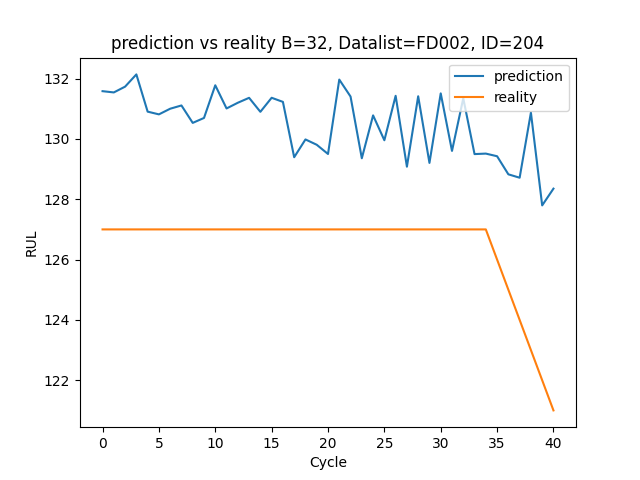 prediction vs reality B=32, Datalist=FD002, ID=204
prediction
reality
132
130
128
126
124
122
RUL
0 5 10 15 20 25 30 35 40
Cycle